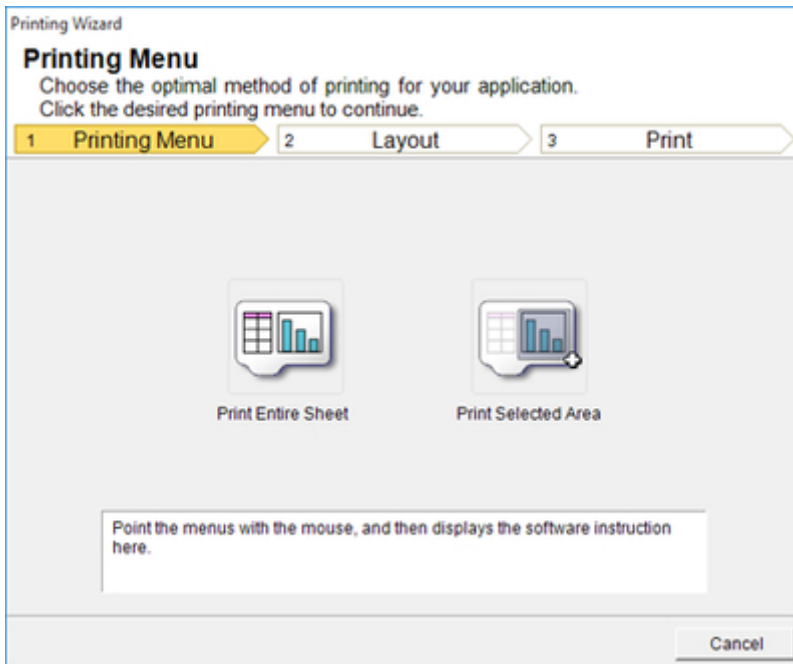 Printing Wizard
Printing Menu
Choose the optimal method of printing for your application.
Click the desired printing menu to continue.
1 Printing Menu 2 Layout 3 Print
Print Entire Sheet Print Selected Area
Point the menus with the mouse, and then displays the software instruction
here.
Cancel